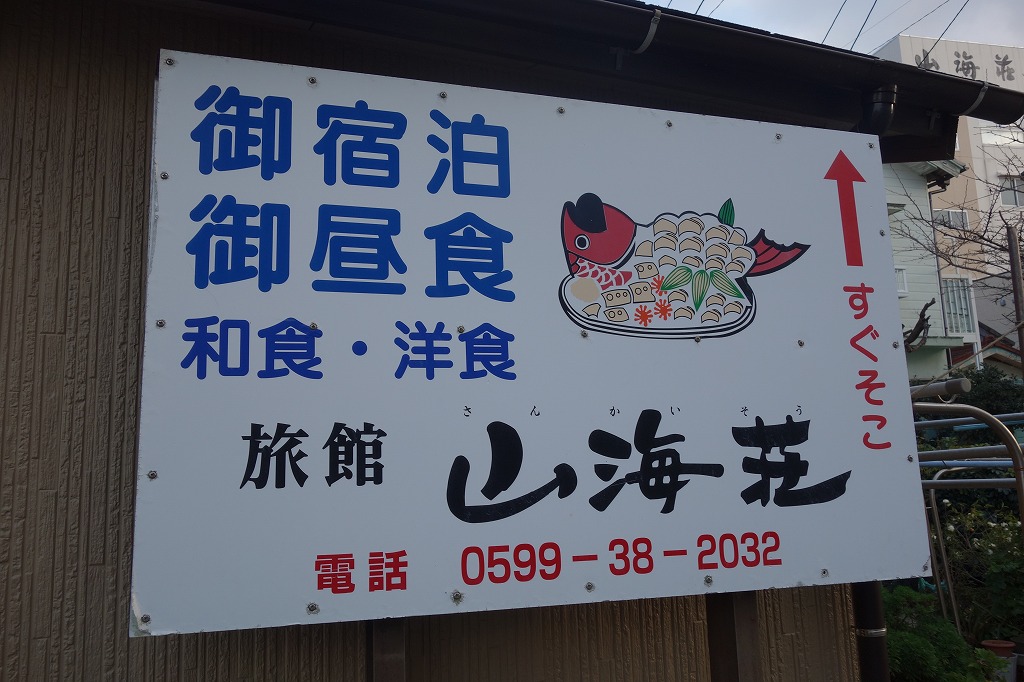 御宿泊
御昼食
和食・洋食
旅館 山海荘
さんかいそう
電話 0599-38-2032
すぐそこ
山海荘